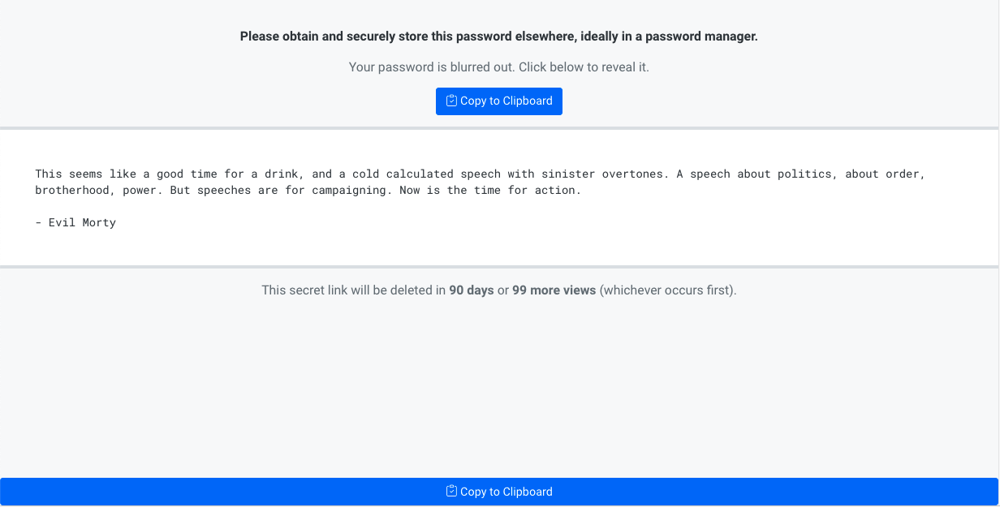 Please obtain and securely store this password elsewhere, ideally in a password manager.
Your password is blurred out. Click below to reveal it.
Copy to Clipboard
This seems like a good time for a drink, and a cold calculated speech with sinister overtones. A speech about politics, about order,
brotherhood, power. But speeches are for campaigning. Now is the time for action.
- Evil Morty
This secret link will be deleted in 90 days or 99 more views (whichever occurs first).
Copy to Clipboard